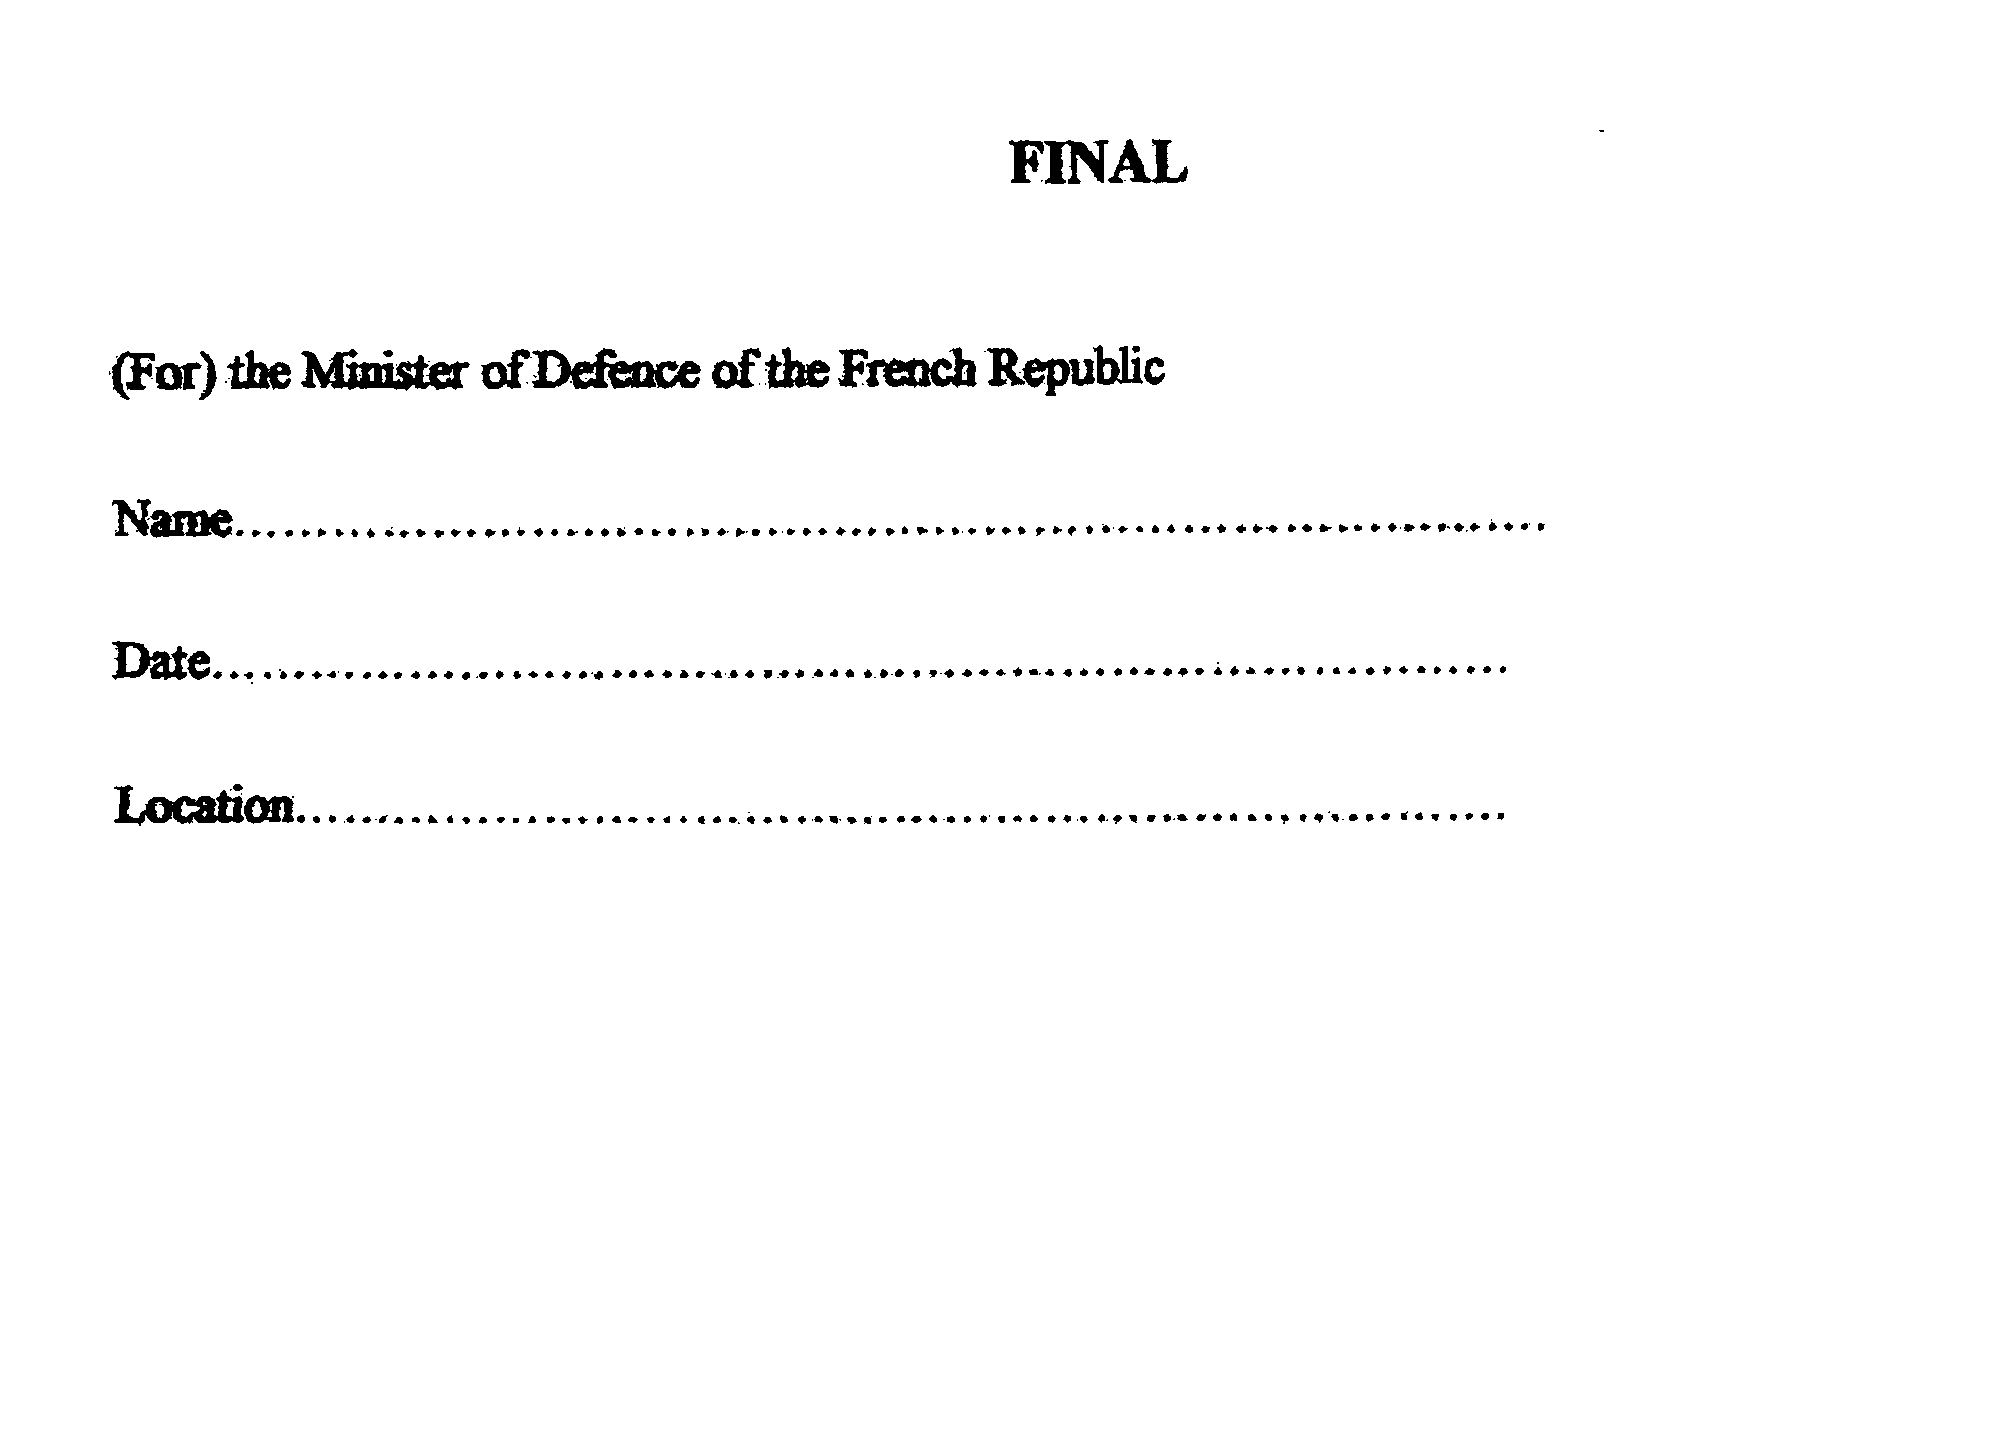 FINAL
(For) the Minister of Defence of the French Republic
Name................................................................................
Date...............................................................................
Location.........................................................................